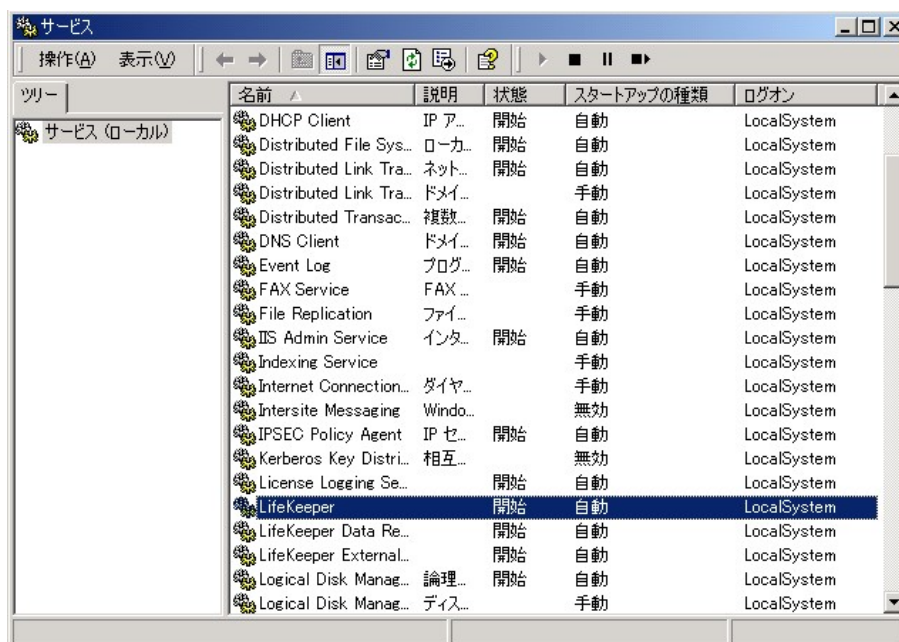 サービス
操作(A) 表示(V)
ツリー
サービス (ローカル)
名前 説明 状態 スタートアップの種類 ログオン
DHCP Client IP ア... 開始 自動 LocalSystem
Distributed File Sys... ローカ... 開始 自動 LocalSystem
Distributed Link Tra... ネット... 開始 自動 LocalSystem
Distributed Link Tra... ドメイ... 手動 LocalSystem
Distributed Transac... 複数... 開始 自動 LocalSystem
DNS Client ドメイ... 開始 自動 LocalSystem
Event Log プログ... 開始 自動 LocalSystem
FAX Service FAX ... 手動 LocalSystem
File Replication ファイ... 手動 LocalSystem
IIS Admin Service インタ... 開始 自動 LocalSystem
Indexing Service 手動 LocalSystem
Internet Connection... ダイヤ... 手動 LocalSystem
Intersite Messaging Windo... 無効 LocalSystem
IPSEC Policy Agent IP セ... 開始 自動 LocalSystem
Kerberos Key Distri... 相互... 無効 LocalSystem
License Logging Se... 開始 自動 LocalSystem
LifeKeeper 開始 自動 LocalSystem
LifeKeeper Data Re... 開始 自動 LocalSystem
LifeKeeper External... 開始 自動 LocalSystem
Logical Disk Manag... 論理... 開始 自動 LocalSystem
Logical Disk Manag... ディス... 手動 LocalSystem